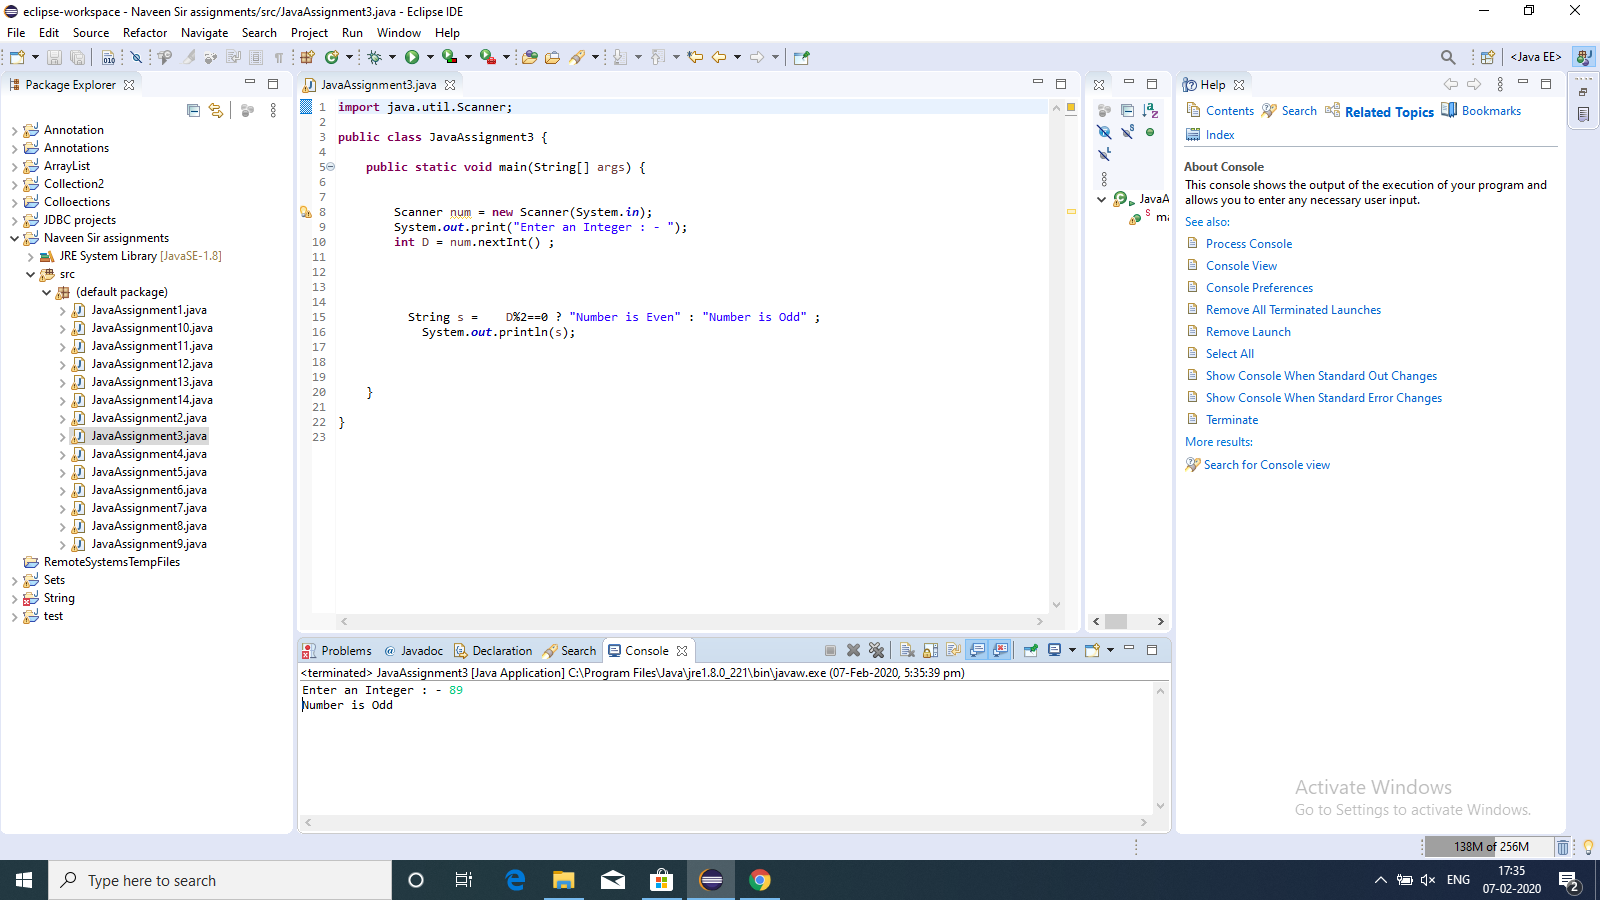 eclipse-workspace - Naveen Sir assignments/src/JavaAssignment3.java - Eclipse IDE
File Edit Source Refactor Navigate Search Project Run Window Help
<Java EE>
Package Explorer
Annotation
Annotations
ArrayList
Collection2
Colloections
JDBC projects
Naveen Sir assignments
JRE System Library [JavaSE-1.8]
src
(default package)
JavaAssignment1.java
JavaAssignment10.java
JavaAssignment11.java
JavaAssignment12.java
JavaAssignment13.java
JavaAssignment14.java
JavaAssignment2.java
JavaAssignment3.java
JavaAssignment4.java
JavaAssignment5.java
JavaAssignment6.java
JavaAssignment7.java
JavaAssignment8.java
JavaAssignment9.java
RemoteSystemsTempFiles
Sets
String
test
JavaAssignment3.java
1 import java.util.Scanner;
2
3 public class JavaAssignment3 {
4
5 public static void main(String[] args) {
6
7
8 Scanner num = new Scanner(System.in);
9 System.out.print("Enter an Integer : - ");
10 int D = num.nextInt() ;
11
12
13
14
15 String s = D%2==0 ? "Number is Even" : "Number is Odd" ;
16 System.out.println(s);
17
18
19
20 }
21
22 }
23
JavaA
S ma
Problems @ Javadoc Declaration Search Console
<terminated> JavaAssignment3 [Java Application] C:\Program Files\Java\jre1.8.0_221\bin\javaw.exe (07-Feb-2020, 5:35:39 pm)
Enter an Integer : - 89
Number is Odd
Help
Contents Search Related Topics Bookmarks
Index
About Console
This console shows the output of the execution of your program and
allows you to enter any necessary user input.
See also:
Process Console
Console View
Console Preferences
Remove All Terminated Launches
Remove Launch
Select All
Show Console When Standard Out Changes
Show Console When Standard Error Changes
Terminate
More results:
Search for Console view
Activate Windows
Go to Settings to activate Windows.
138M of 256M
Type here to search
ENG
17:35
07-02-2020
2